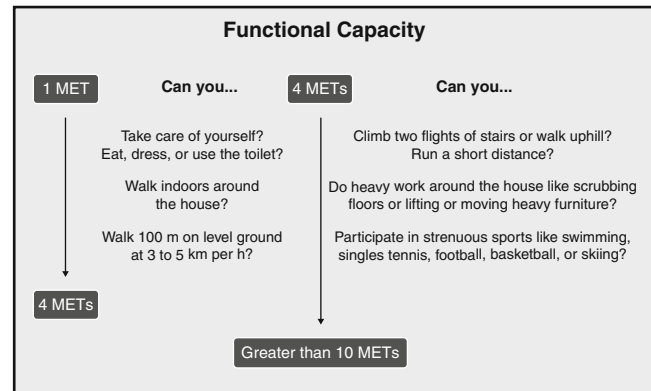 Functional Capacity
1 MET
Can you...
Take care of yourself?
Eat, dress, or use the toilet?
Walk indoors around
the house?
Walk 100 m on level ground
at 3 to 5 km per h?
4 METs
4 METs
Can you...
Climb two flights of stairs or walk uphill?
Run a short distance?
Do heavy work around the house like scrubbing
floors or lifting or moving heavy furniture?
Participate in strenuous sports like swimming,
singles tennis, football, basketball, or skiing?
Greater than 10 METs